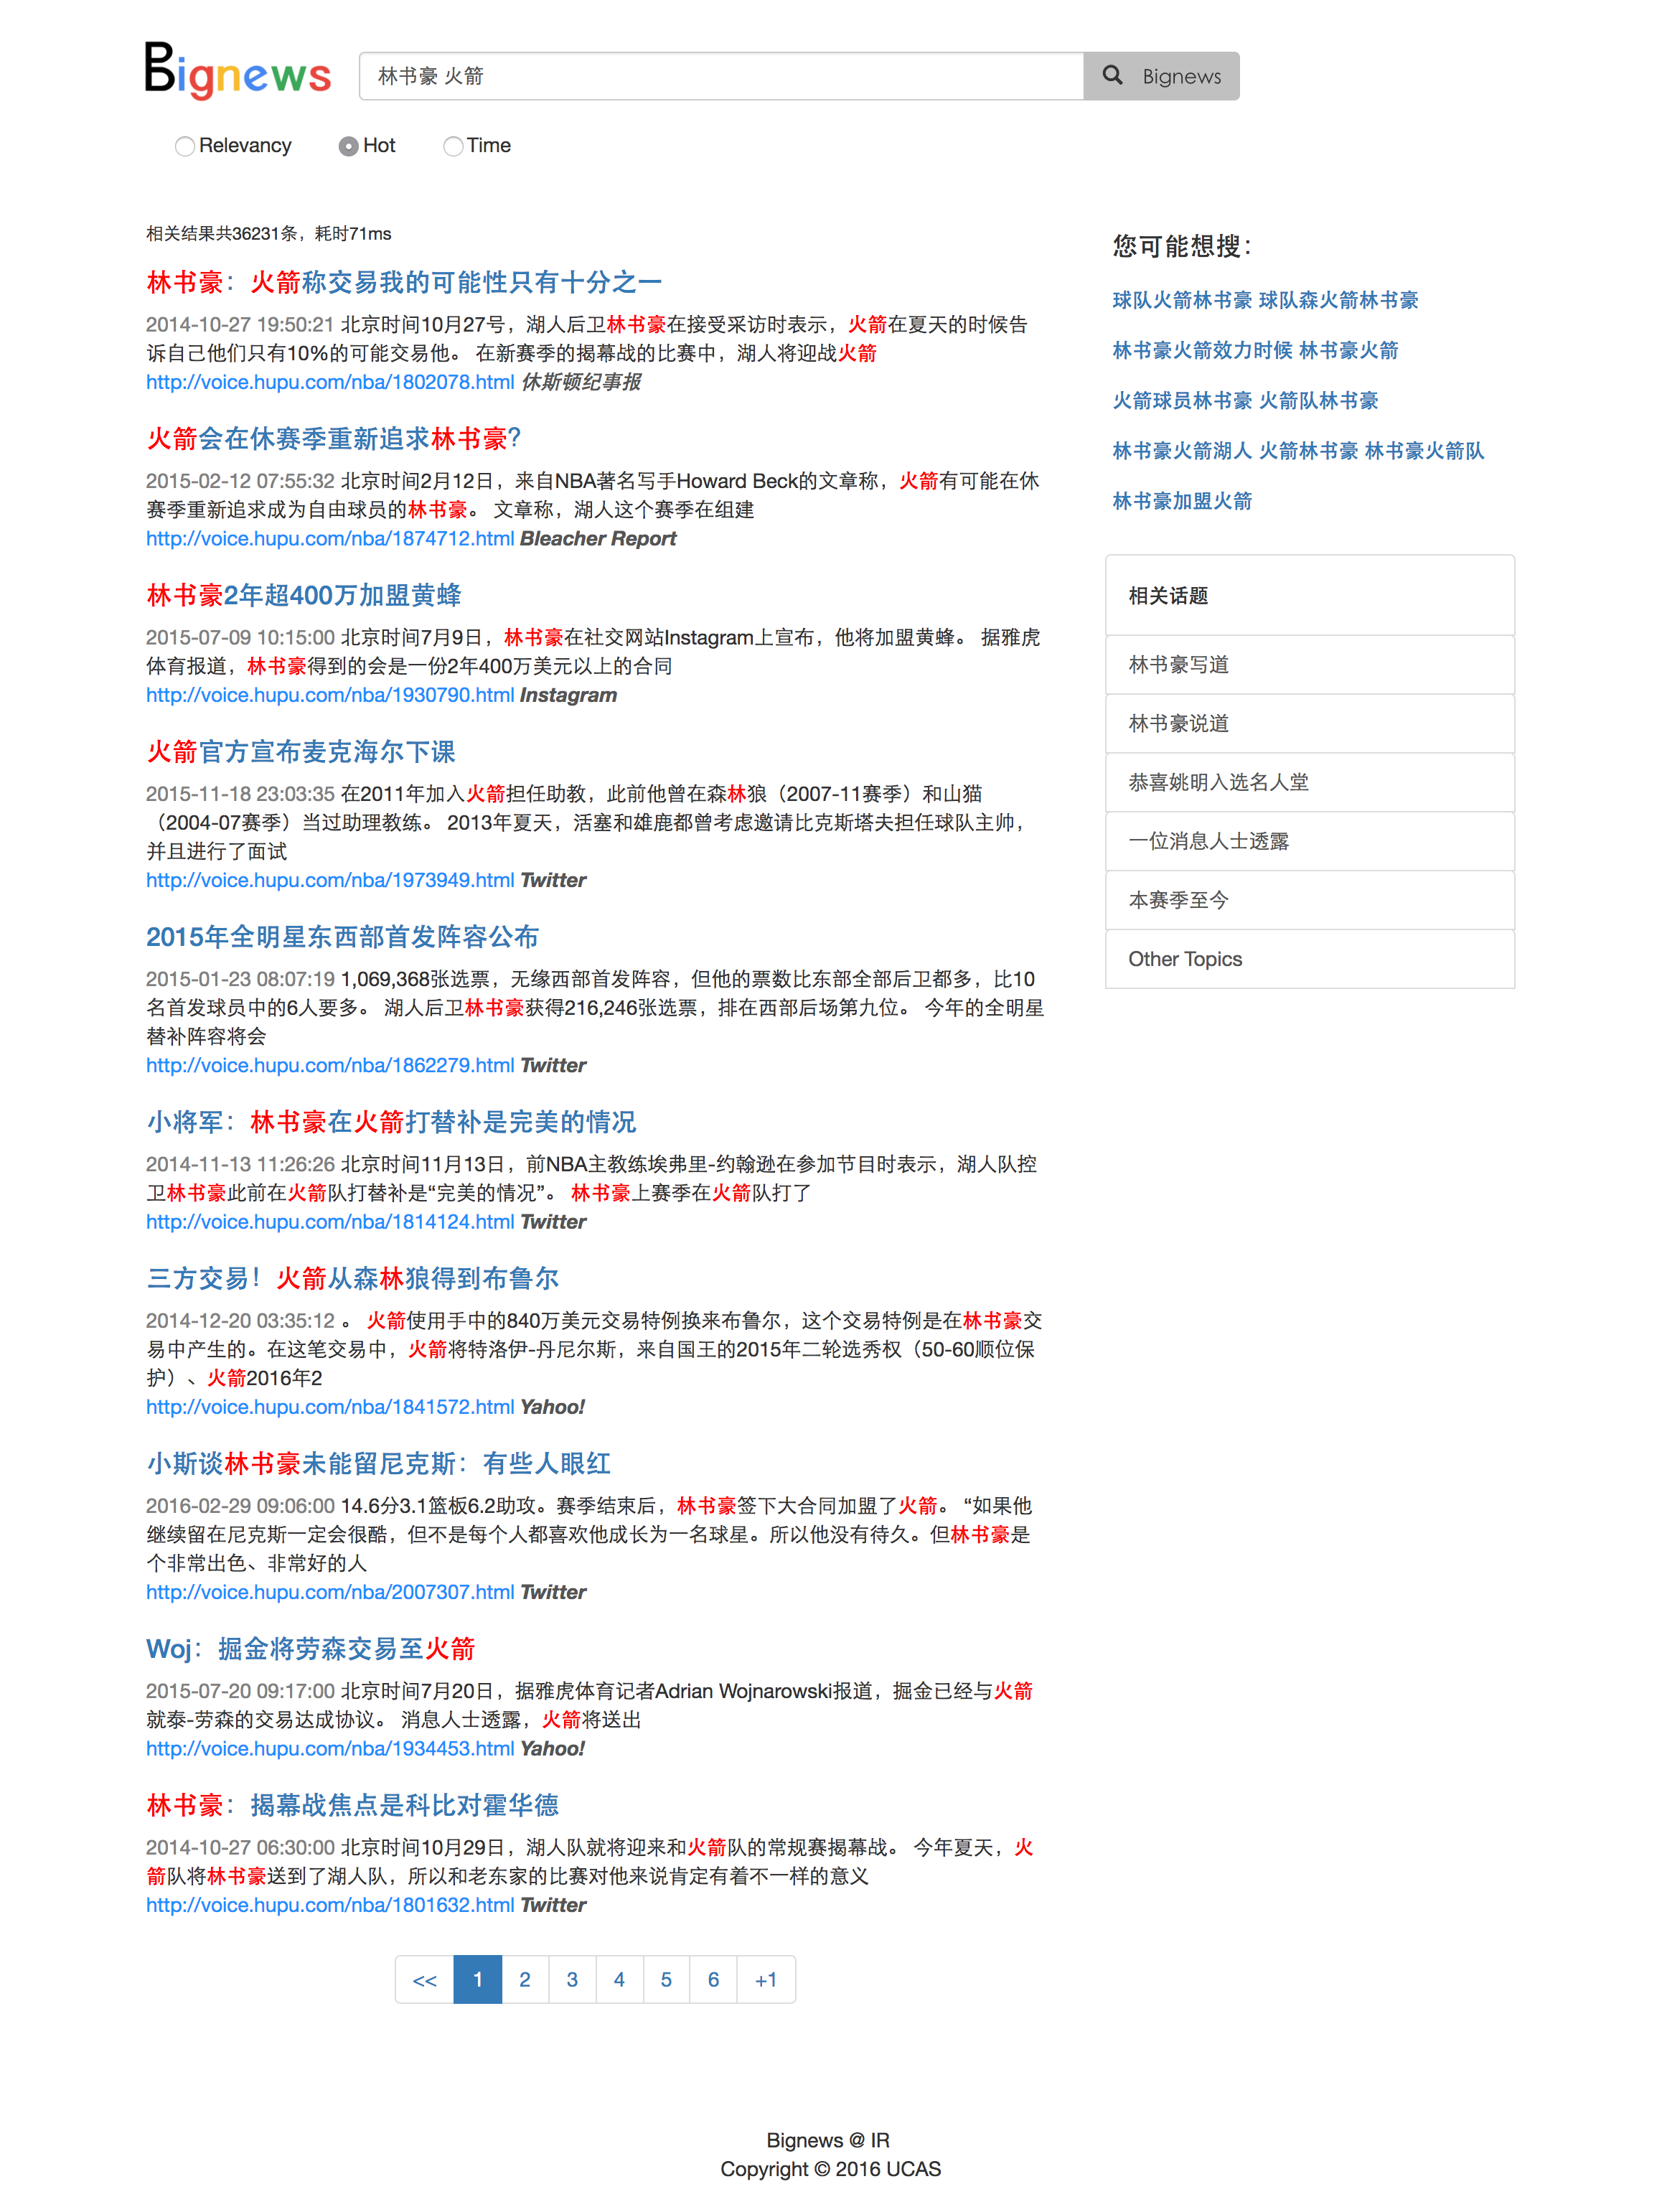 Bignews
林书豪 火箭
Bignews
Relevancy
Hot
Time
相关结果共36231条，耗时71ms
林书豪：火箭称交易我的可能性只有十分之一
2014-10-27 19:50:21 北京时间10月27号，湖人后卫林书豪在接受采访时表示，火箭在夏天的时候告
诉自己他们只有10%的可能交易他。 在新赛季的揭幕战的比赛中，湖人将迎战火箭
http://voice.hupu.com/nba/1802078.html 休斯顿纪事报
火箭会在休赛季重新追求林书豪？
2015-02-12 07:55:32 北京时间2月12日，来自NBA著名写手Howard Beck的文章称，火箭有可能在休
赛季重新追求成为自由球员的林书豪。 文章称，湖人这个赛季在组建
http://voice.hupu.com/nba/1874712.html Bleacher Report
林书豪2年超400万加盟黄蜂
2015-07-09 10:15:00 北京时间7月9日，林书豪在社交网站Instagram上宣布，他将加盟黄蜂。 据雅虎
体育报道，林书豪得到的会是一份2年400万美元以上的合同
http://voice.hupu.com/nba/1930790.html Instagram
火箭官方宣布麦克海尔下课
2015-11-18 23:03:35 在2011年加入火箭担任助教，此前他曾在森林狼（2007-11赛季）和山猫
（2004-07赛季）当过助理教练。 2013年夏天，活塞和雄鹿都曾考虑邀请比克斯塔夫担任球队主帅，
并且进行了面试
http://voice.hupu.com/nba/1973949.html Twitter
2015年全明星东西部首发阵容公布
2015-01-23 08:07:19 1,069,368张选票，无缘西部首发阵容，但他的票数比东部全部后卫都多，比10
名首发球员中的6人要多。 湖人后卫林书豪获得216,246张选票，排在西部后场第九位。 今年的全明星
替补阵容将会
http://voice.hupu.com/nba/1862279.html Twitter
小将军：林书豪在火箭打替补是完美的情况
2014-11-13 11:26:26 北京时间11月13日，前NBA主教练埃弗里-约翰逊在参加节目时表示，湖人队控
卫林书豪此前在火箭队打替补是“完美的情况”。 林书豪上赛季在火箭队打了
http://voice.hupu.com/nba/1814124.html Twitter
三方交易！火箭从森林狼得到布鲁尔
2014-12-20 03:35:12 。 火箭使用手中的840万美元交易特例换来布鲁尔，这个交易特例是在林书豪交
易中产生的。在这笔交易中，火箭将特洛伊-丹尼尔斯，来自国王的2015年二轮选秀权（50-60顺位保
护）、火箭2016年2
http://voice.hupu.com/nba/1841572.html Yahoo!
小斯谈林书豪未能留尼克斯：有些人眼红
2016-02-29 09:06:00 14.6分3.1篮板6.2助攻。赛季结束后，林书豪签下大合同加盟了火箭。 “如果他
继续留在尼克斯一定会很酷，但不是每个人都喜欢他成长为一名球星。所以他没有待久。但林书豪是
个非常出色、非常好的人
http://voice.hupu.com/nba/2007307.html Twitter
Woj：掘金将劳森交易至火箭
2015-07-20 09:17:00 北京时间7月20日，据雅虎体育记者Adrian Wojnarowski报道，掘金已经与火箭
就泰-劳森的交易达成协议。 消息人士透露，火箭将送出
http://voice.hupu.com/nba/1934453.html Yahoo!
林书豪：揭幕战焦点是科比对霍华德
2014-10-27 06:30:00 北京时间10月29日，湖人队就将迎来和火箭队的常规赛揭幕战。 今年夏天，火
箭队将林书豪送到了湖人队，所以和老东家的比赛对他来说肯定有着不一样的意义
http://voice.hupu.com/nba/1801632.html Twitter
<< 1 2 3 4 5 6 +1
您可能想搜：
球队火箭林书豪 球队森火箭林书豪
林书豪火箭效力时候 林书豪火箭
火箭球员林书豪 火箭队林书豪
林书豪火箭湖人 火箭林书豪 林书豪火箭队
林书豪加盟火箭
相关话题
林书豪写道
林书豪说道
恭喜姚明入选名人堂
一位消息人士透露
本赛季至今
Other Topics
Bignews @ IR
Copyright © 2016 UCAS